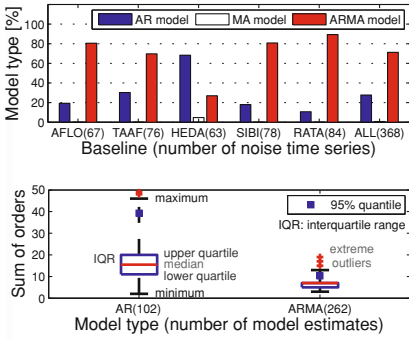 AR model MA model ARMA model
Model type [%]
100
80
60
40
20
0
AFLO(67) TAAF(76) HEDA(63) SIBI(78) RATA(84) ALL(368)
Baseline (number of noise time series)
Sum of orders
50
40
30
20
10
0
maximum
IQR
upper quartile
median
lower quartile
minimum
95% quantile
IQR: interquartile range
extreme
outliers
AR(102) ARMA(262)
Model type (number of model estimates)